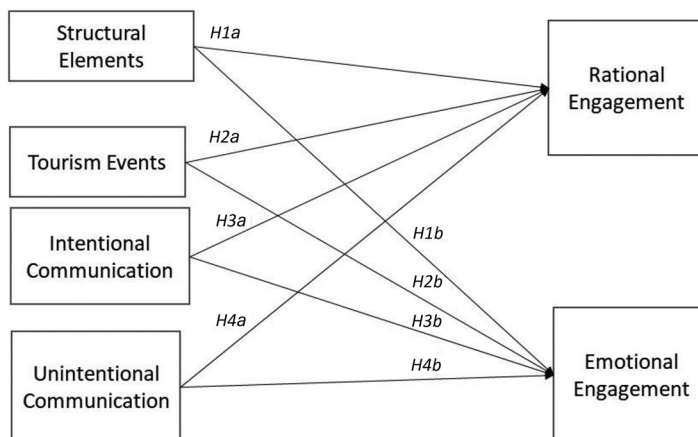 Structural
Elements
H1a
Rational
Engagement
Tourism Events
H2a
Intentional
Communication
H3a
H1b
H2b
H3b
Unintentional
Communication
H4a
H4b
Emotional
Engagement